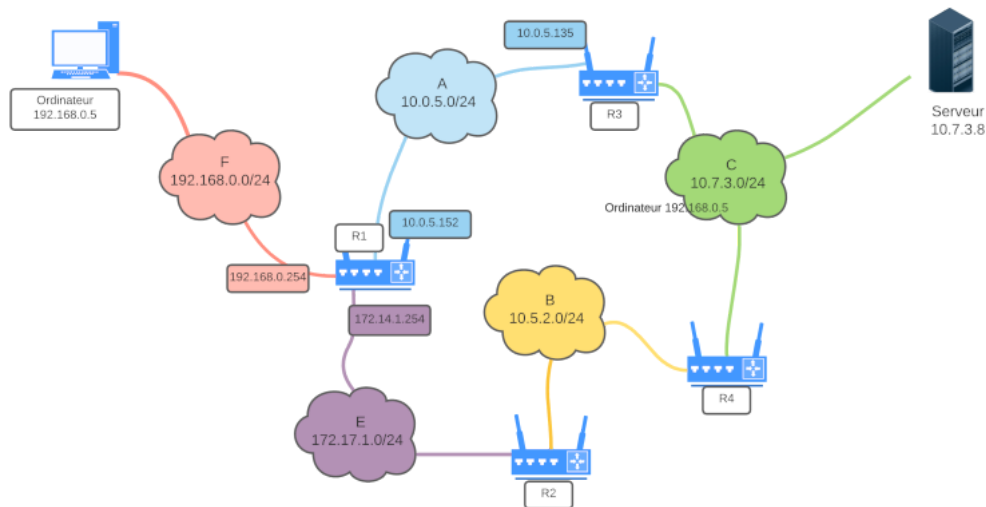 10.0.5.135
Ordinateur
192.168.0.5
A
10.0.5.0/24
R3
Serveur
10.7.3.8
F
192.168.0.0/24
C
10.7.3.0/24
Ordinateur 192.168.0.5
R1
10.0.5.152
192.168.0.254
172.14.1.254
B
10.5.2.0/24
R4
E
172.17.1.0/24
R2